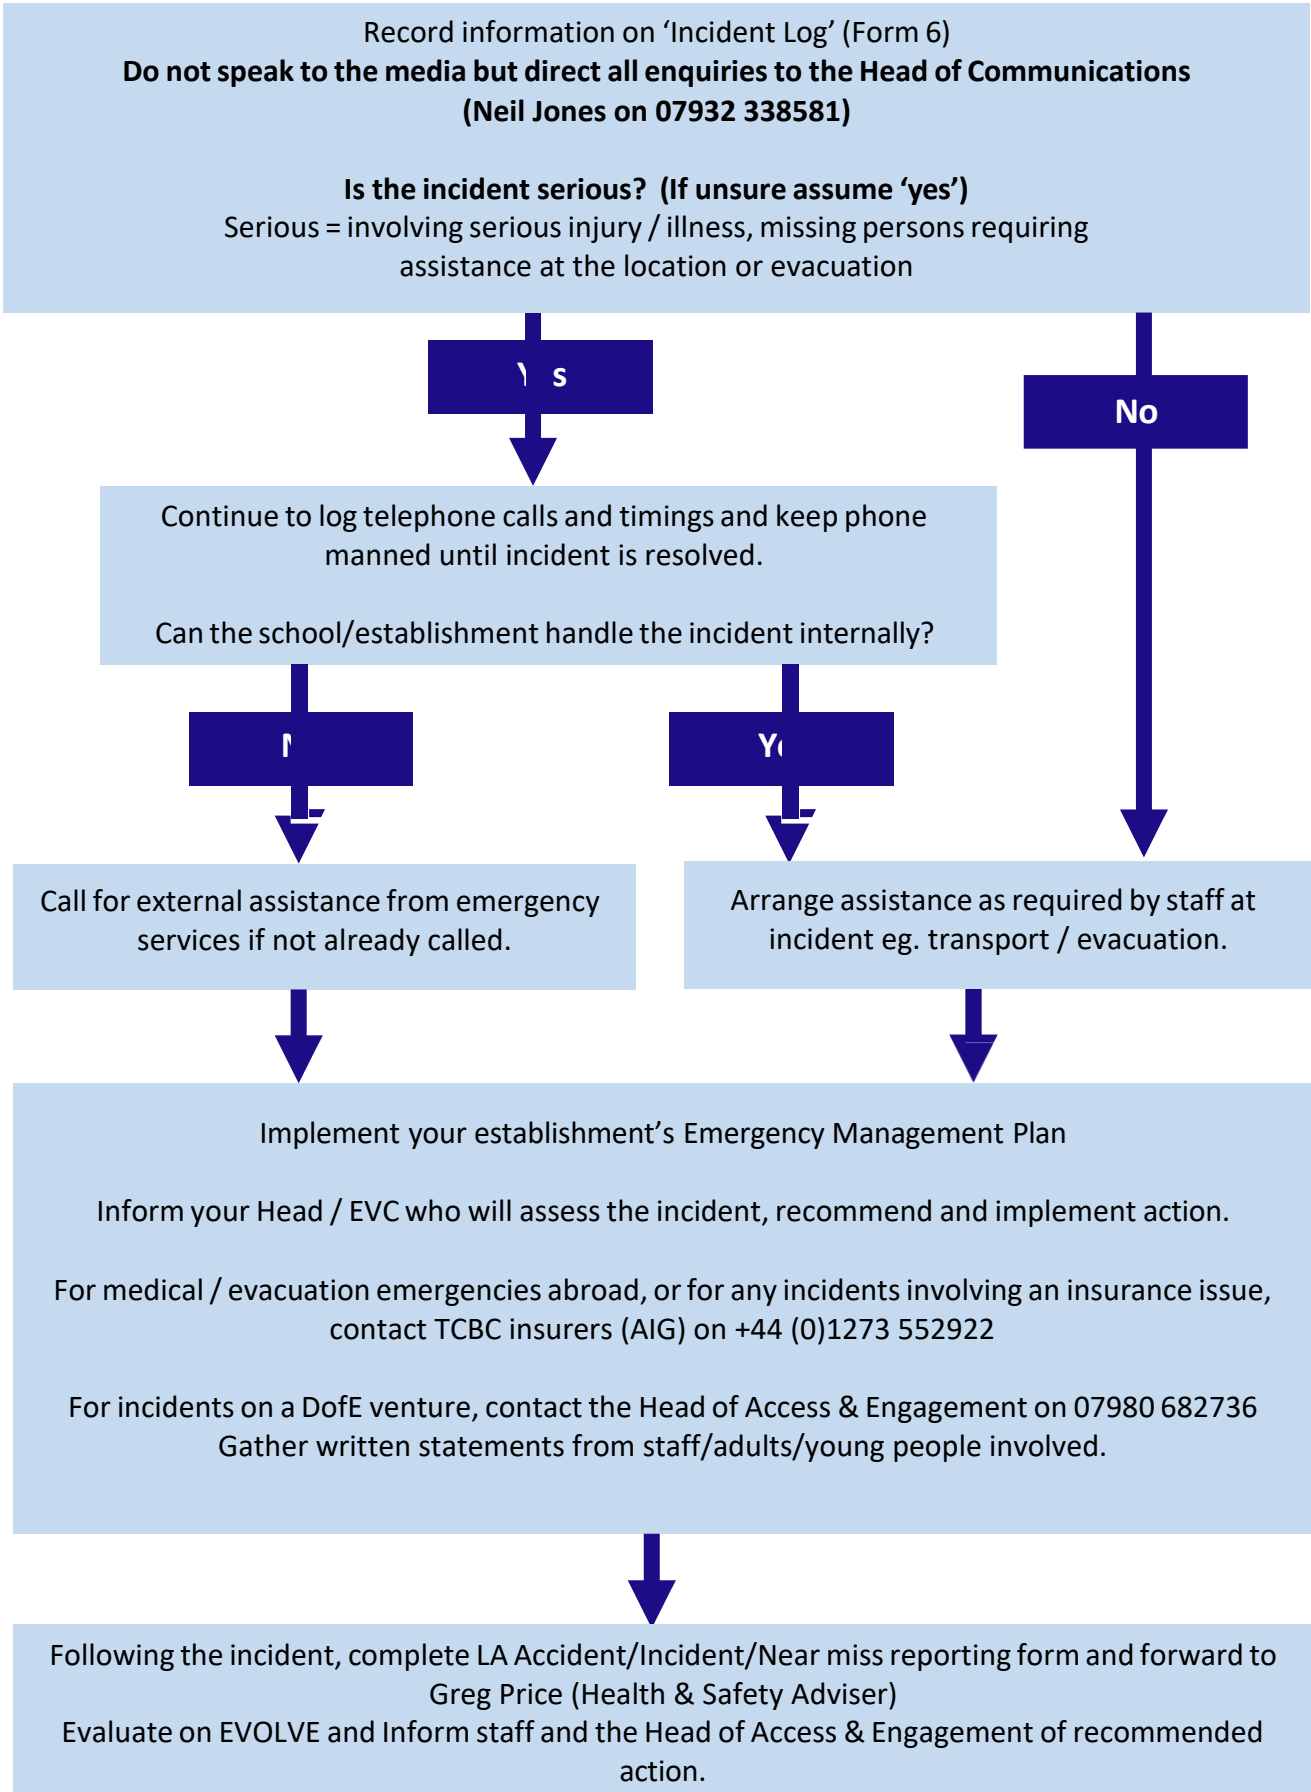 Record information on ‘Incident Log’ (Form 6)
Do not speak to the media but direct all enquiries to the Head of Communications
(Neil Jones on 07932 338581)
Is the incident serious? (If unsure assume ‘yes’)
Serious = involving serious injury / illness, missing persons requiring
assistance at the location or evacuation
Yes
No
Continue to log telephone calls and timings and keep phone
manned until incident is resolved.
Can the school/establishment handle the incident internally?
Call for external assistance from emergency
services if not already called.
Arrange assistance as required by staff at
incident eg. transport / evacuation.
Implement your establishment’s Emergency Management Plan
Inform your Head / EVC who will assess the incident, recommend and implement action.
For medical / evacuation emergencies abroad, or for any incidents involving an insurance issue,
contact TCBC insurers (AIG) on +44 (0)1273 552922
For incidents on a DofE venture, contact the Head of Access & Engagement on 07980 682736
Gather written statements from staff/adults/young people involved.
Following the incident, complete LA Accident/Incident/Near miss reporting form and forward to
Greg Price (Health & Safety Adviser)
Evaluate on EVOLVE and Inform staff and the Head of Access & Engagement of recommended
action.